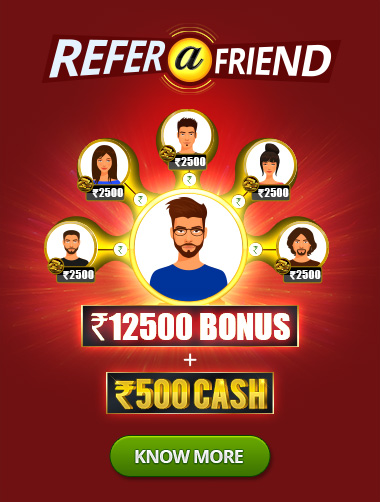 REFER a FRIEND
₹2500
₹2500 ₹2500
₹ ₹ ₹
₹ ₹
₹2500 ₹2500
₹12500 BONUS
+
₹500 CASH
KNOW MORE